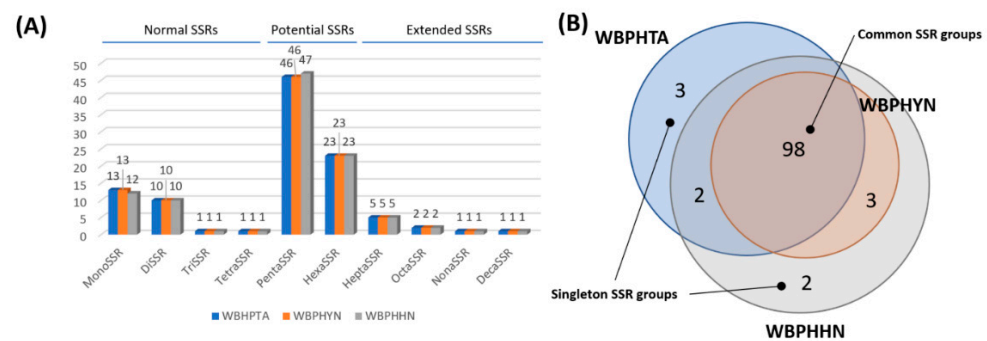 (A)
Normal SSRs Potential SSRs Extended SSRs
50
45
40
35
30
25
20
15
10
5
0
13 13 12
10 10 10
1 1 1
1 1 1
46 46 47
23 23 23
5 5 5
2 2 2
1 1 1
1 1 1
MonoSSR DiSSR TriSSR TetraSSR PentaSSR HexaSSR HeptaSSR OctaSSR NonaSSR DecaSSR
WBHPTA WBPHYN WBPHHN
(B)
WBPHTA
Common SSR groups
WBPHYN
3
98
2
3
Singleton SSR groups
2
WBPHHN